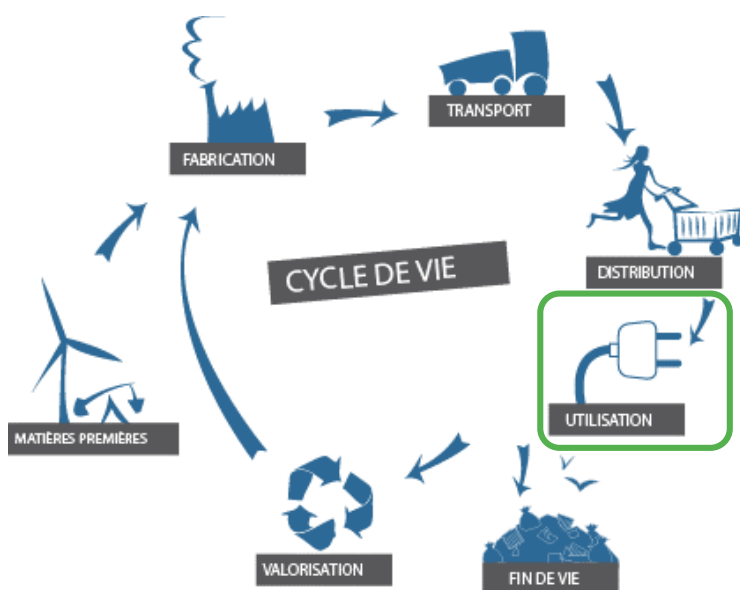 TRANSPORT
FABRICATION
CYCLE DE VIE
DISTRIBUTION
UTILISATION
MATIÈRES PREMIÈRES
VALORISATION
FIN DE VIE